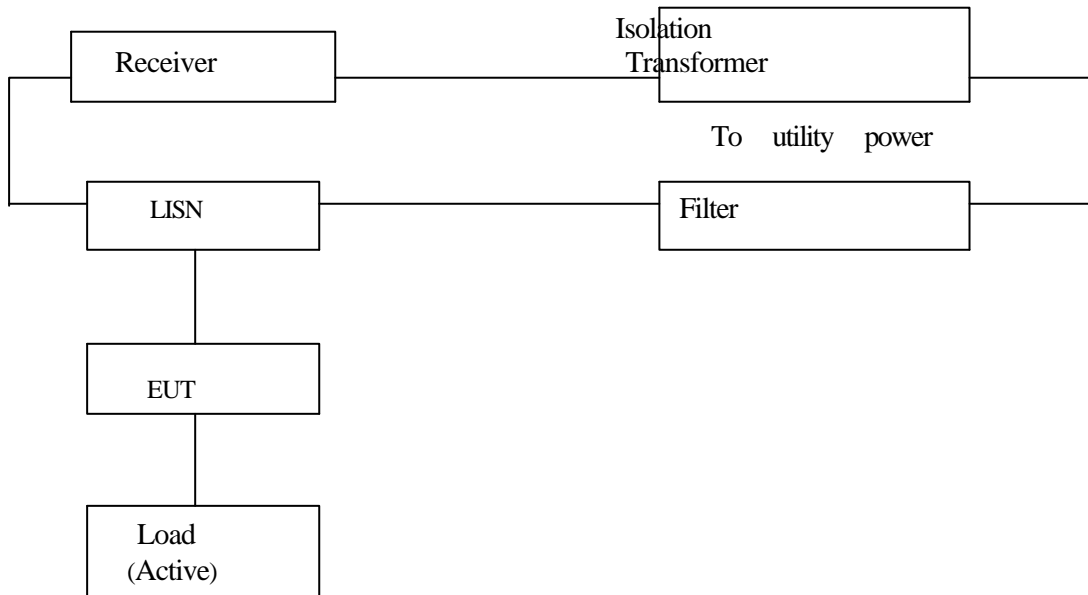 Receiver
Isolation
Transformer
To utility power
LISN
Filter
EUT
Load
(Active)